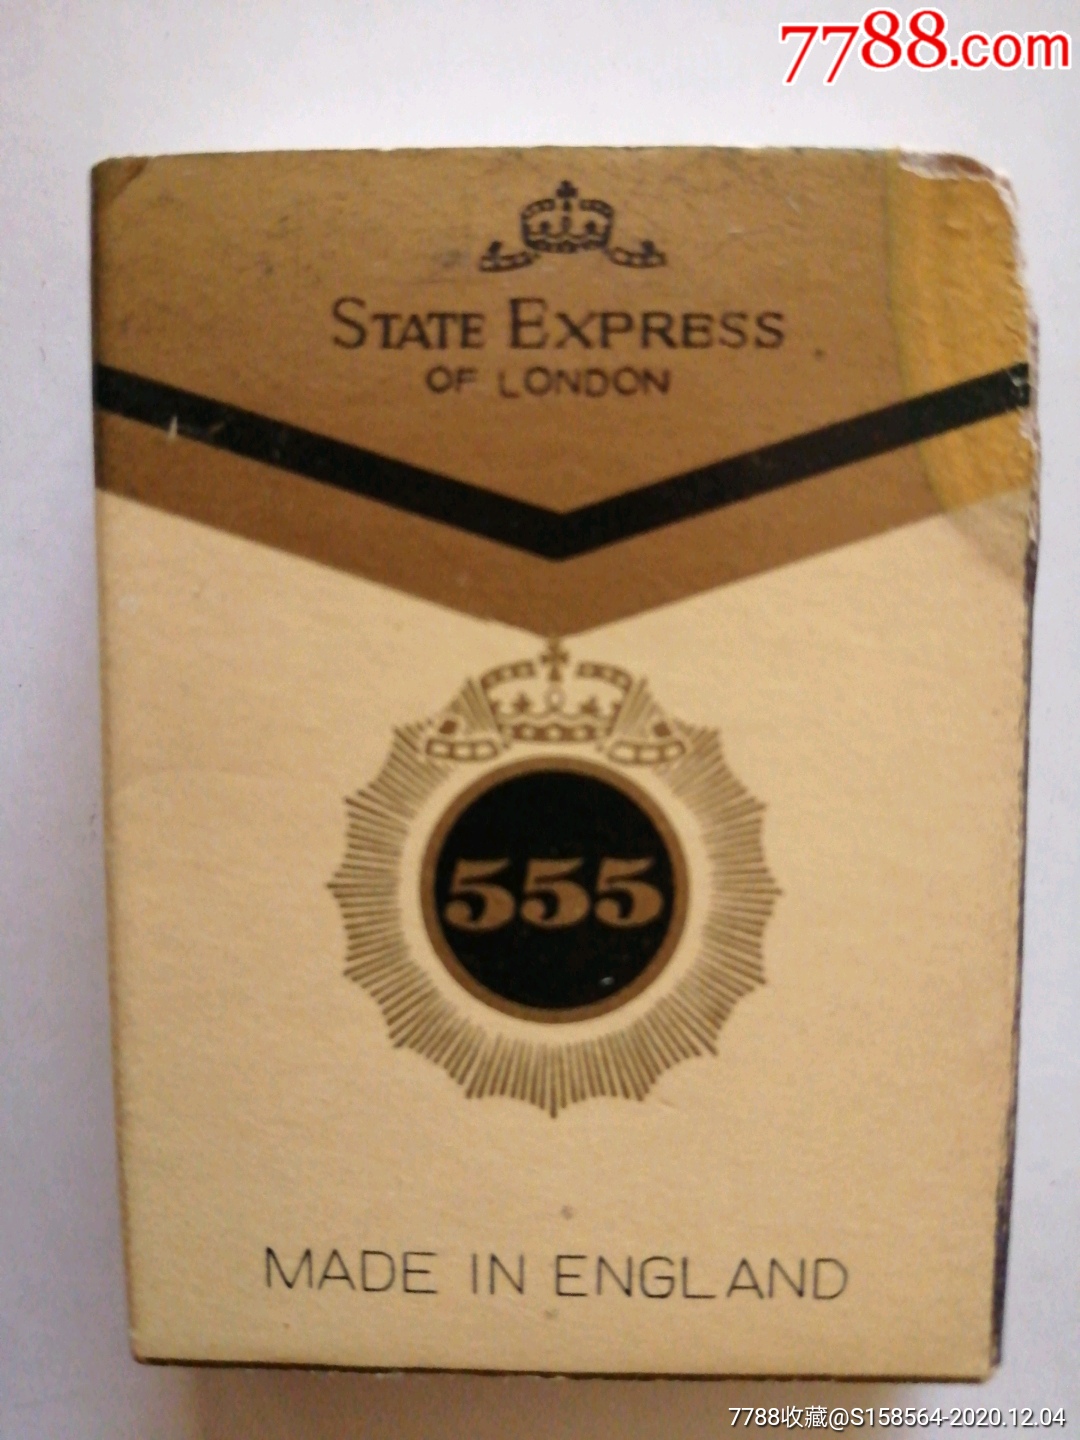 7788.com
STATE EXPRESS
OF LONDON
555
MADE IN ENGLAND
7788收藏@S158564-2020.12.04